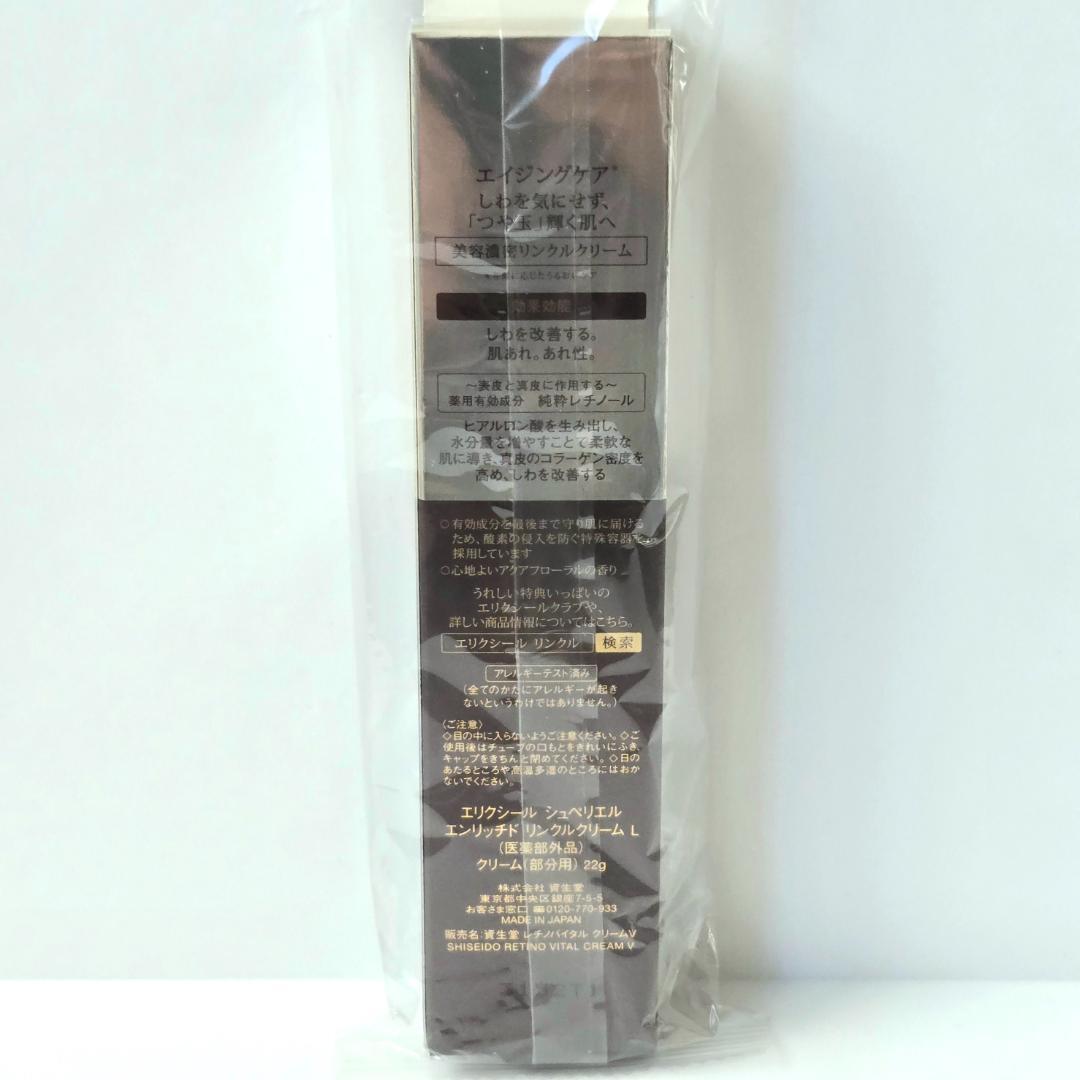 エイジングケア*
しわを気にせず、
「つや玉」輝く肌へ
美容濃密リンクルクリーム
*年齢に応じたうるおいケア
効果効能
しわを改善する。
肌あれ。あれ性。
～表皮と真皮に作用する～
薬用有効成分 純粋レチノール
ヒアルロン酸を生み出し、
水分量を増やすことで柔軟な
肌に導き、真皮のコラーゲン密度を
高め、しわを改善する
○有効成分を最後まで守り肌に届ける
ため、酸素の侵入を防ぐ特殊容器を
採用しています
○心地よいアクアフローラルの香り
うれしい特典いっぱいの
エリクシールクラブや、
詳しい商品情報についてはこちら。
エリクシール リンクル 検索
アレルギーテスト済み
(全てのかたにアレルギーが起き
ないというわけではありません。)
〈ご注意〉
◇目の中に入らないようご注意ください。◇ご
使用後はチューブの口もとをきれいにふき、
キャップをきちんと閉めてください。◇日の
あたるところや高温多湿のところにはおか
ないでください。
エリクシール シュペリエル
エンリッチド リンクルクリーム L
(医薬部外品)
クリーム(部分用) 22g
株式会社 資生堂
東京都中央区銀座7-5-5
お客さま窓口 0120-770-933
MADE IN JAPAN
販売名:資生堂 レチノバイタル クリームV
SHISEIDO RETINO VITAL CREAM V